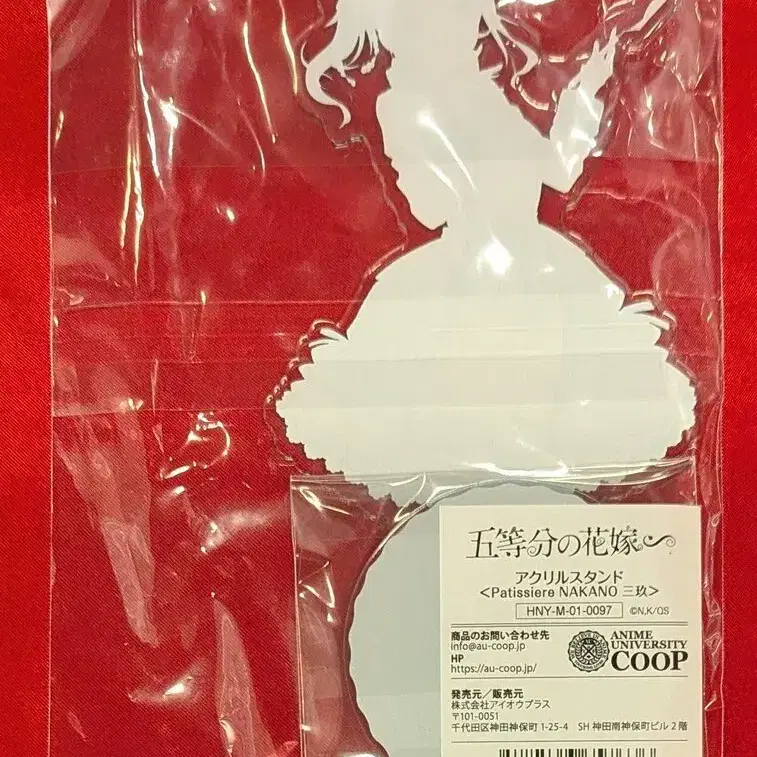 五等分の花嫁∽
アクリルスタンド
＜Patissiere NAKANO 三玖＞
HNY-M-01-0097 ©N,K/QS
商品のお問い合わせ先
info@au-coop.jp
HP
https://au-coop.jp/
ANIME
UNIVERSITY
COOP
発売元／販売元
株式会社アイオウプラス
〒101-0051
千代田区神田神保町 1-25-4 SH 神田南神保町ビル 2 階